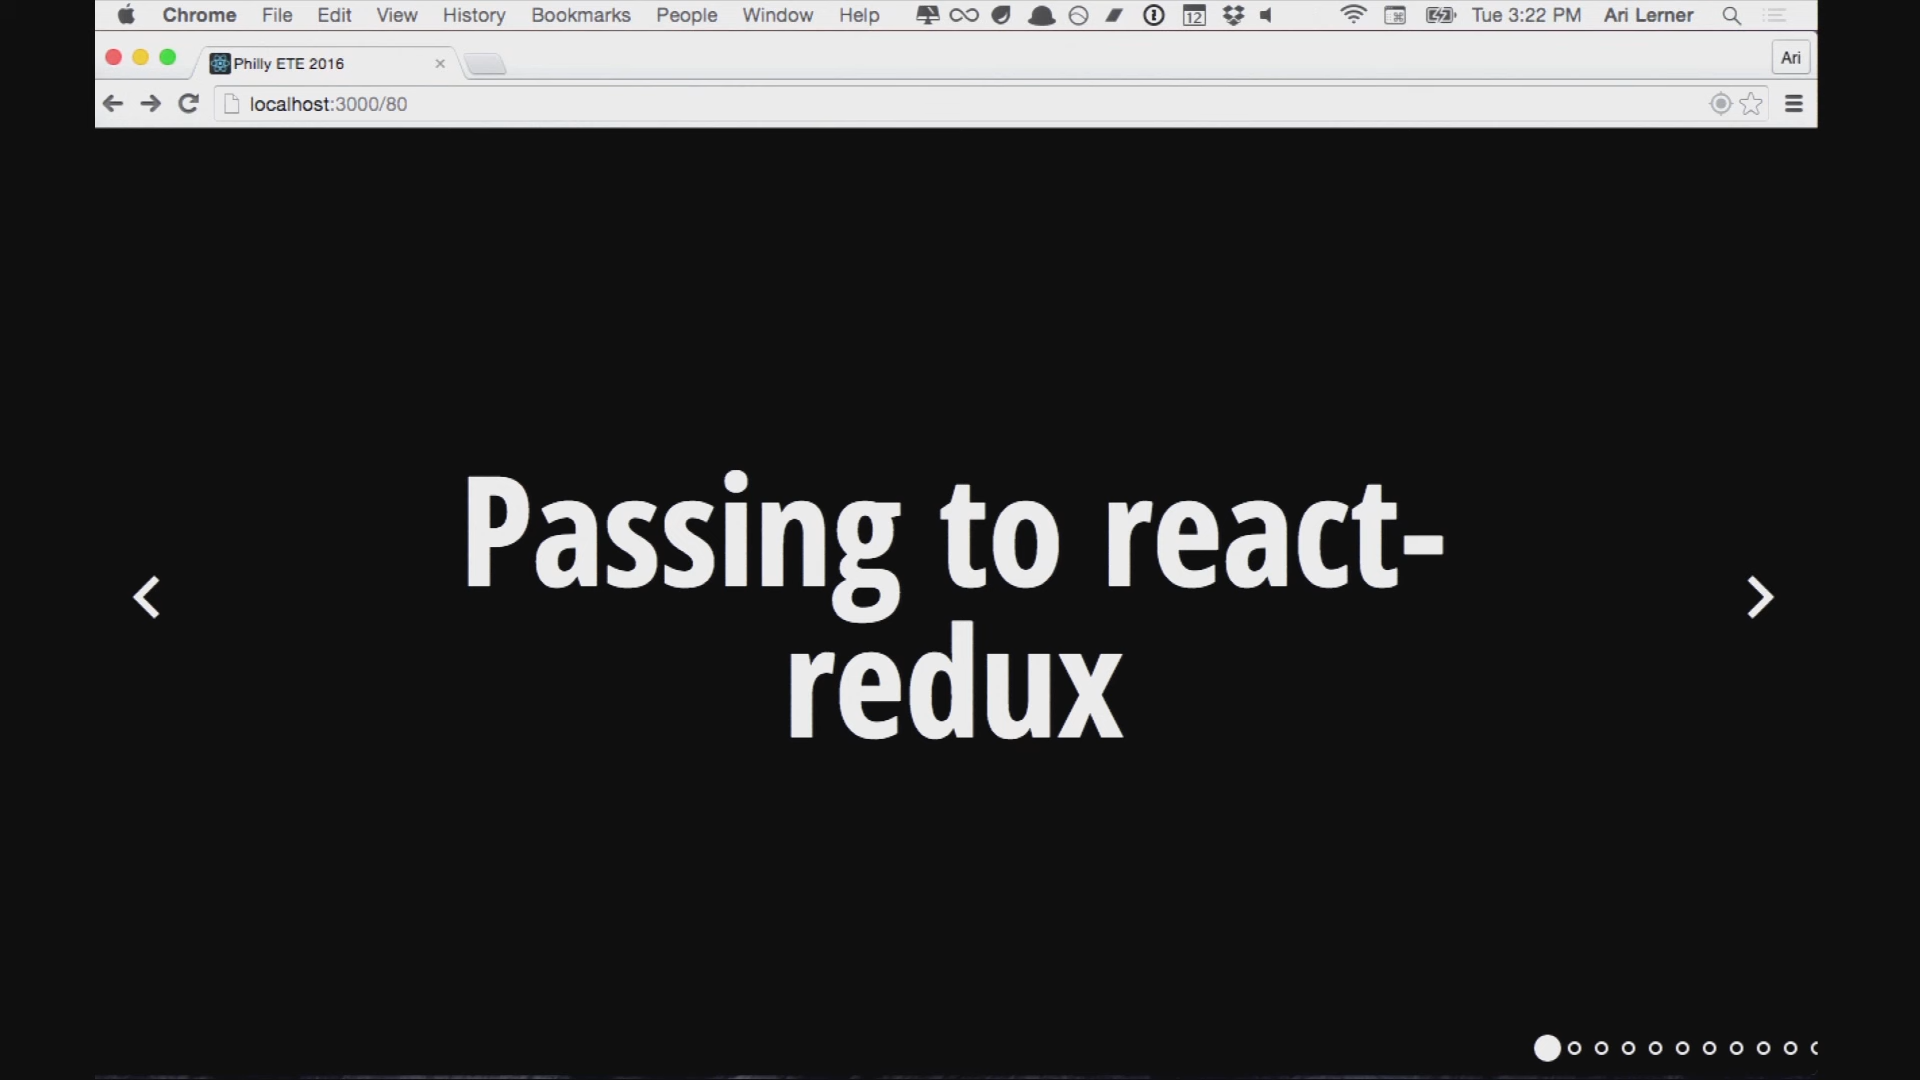 Chrome File Edit View History Bookmarks People Window Help 12 Tue 3:22 PM Ari Lerner
Philly ETE 2016
Ari
localhost:3000/80
Passing to react-
redux